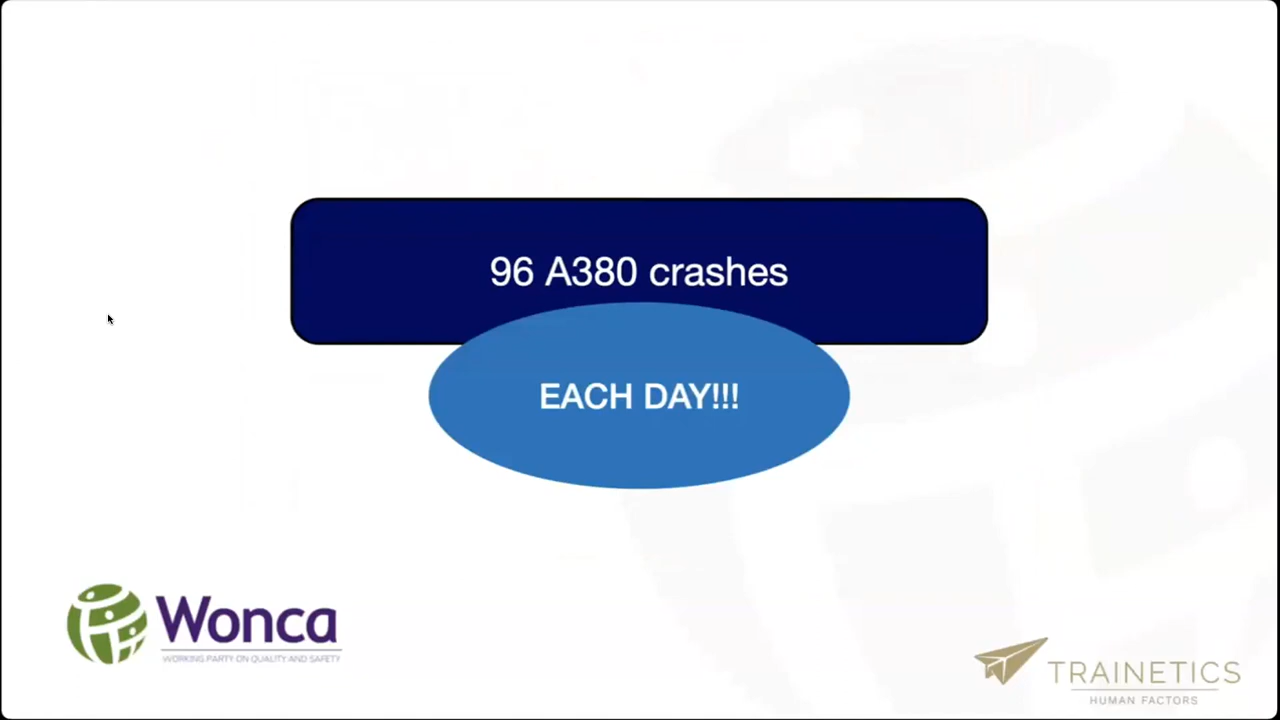 96 A380 crashes
EACH DAY!!!
Wonca
WORKING PARTY ON QUALITY AND SAFETY
TRAINETICS
HUMAN FACTORS